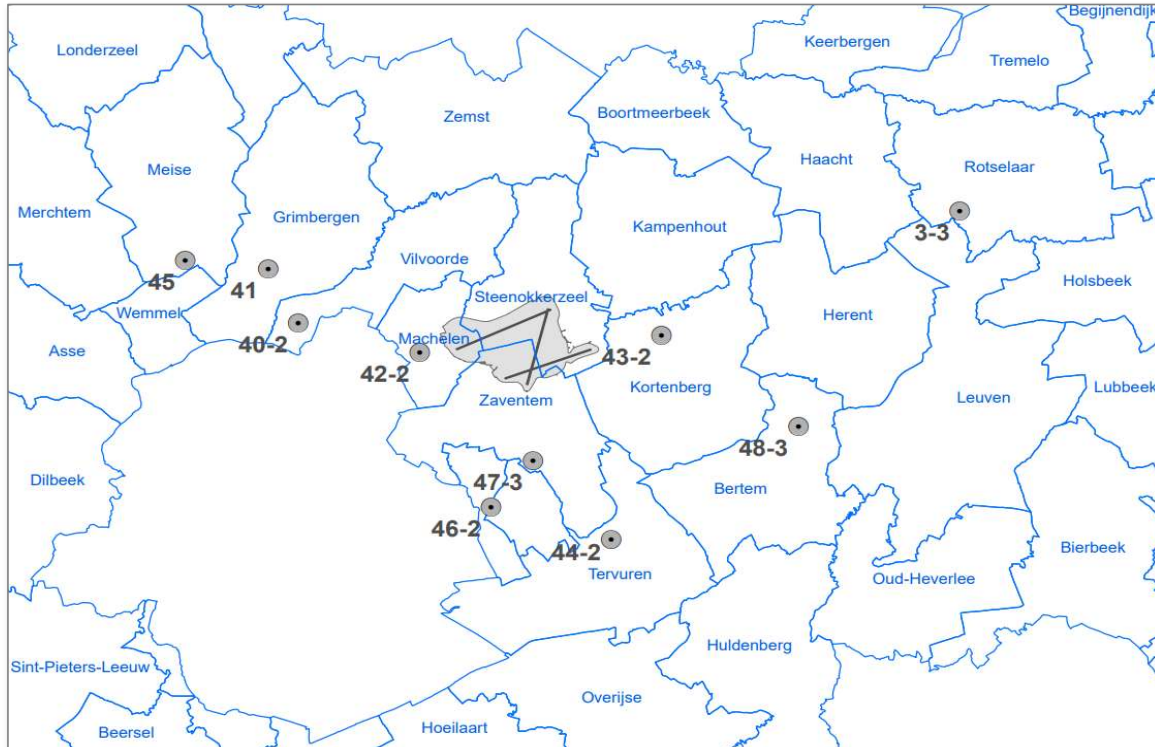 Begijnendijk
Londerzeel
Keerbergen
Tremelo
Zemst
Boortmeerbeek
Haacht
Rotselaar
Meise
Merchtem
Grimbergen
Kampenhout
3-3
Vilvoorde
45
41
Holsbeek
Steenokkerzeel
Wemmel
Herent
40-2
Machelen
Asse
42-2
43-2
Kortenberg
Lubbeek
Zaventem
Leuven
48-3
Dilbeek
47-3
Bertem
46-2
44-2
Tervuren
Bierbeek
Oud-Heverlee
Huldenberg
Sint-Pieters-Leeuw
Overijse
Hoeilaart
Beersel